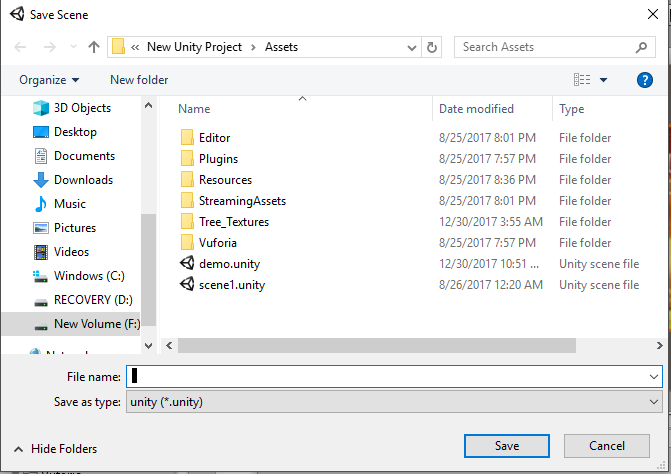 Save Scene
« New Unity Project > Assets
Search Assets
Organize
New folder
Name
Date modified
Type
3D Objects
Desktop
Documents
Downloads
Music
Pictures
Videos
Windows (C:)
RECOVERY (D:)
New Volume (F:)
Editor 8/25/2017 8:01 PM File folder
Plugins 8/25/2017 7:57 PM File folder
Resources 8/25/2017 8:36 PM File folder
StreamingAssets 8/25/2017 8:01 PM File folder
Tree_Textures 12/30/2017 3:55 AM File folder
Vuforia 8/25/2017 7:57 PM File folder
demo.unity 12/30/2017 10:51 ... Unity scene file
scene1.unity 8/26/2017 12:20 AM Unity scene file
File name:
Save as type: unity (*.unity)
Hide Folders
Save
Cancel